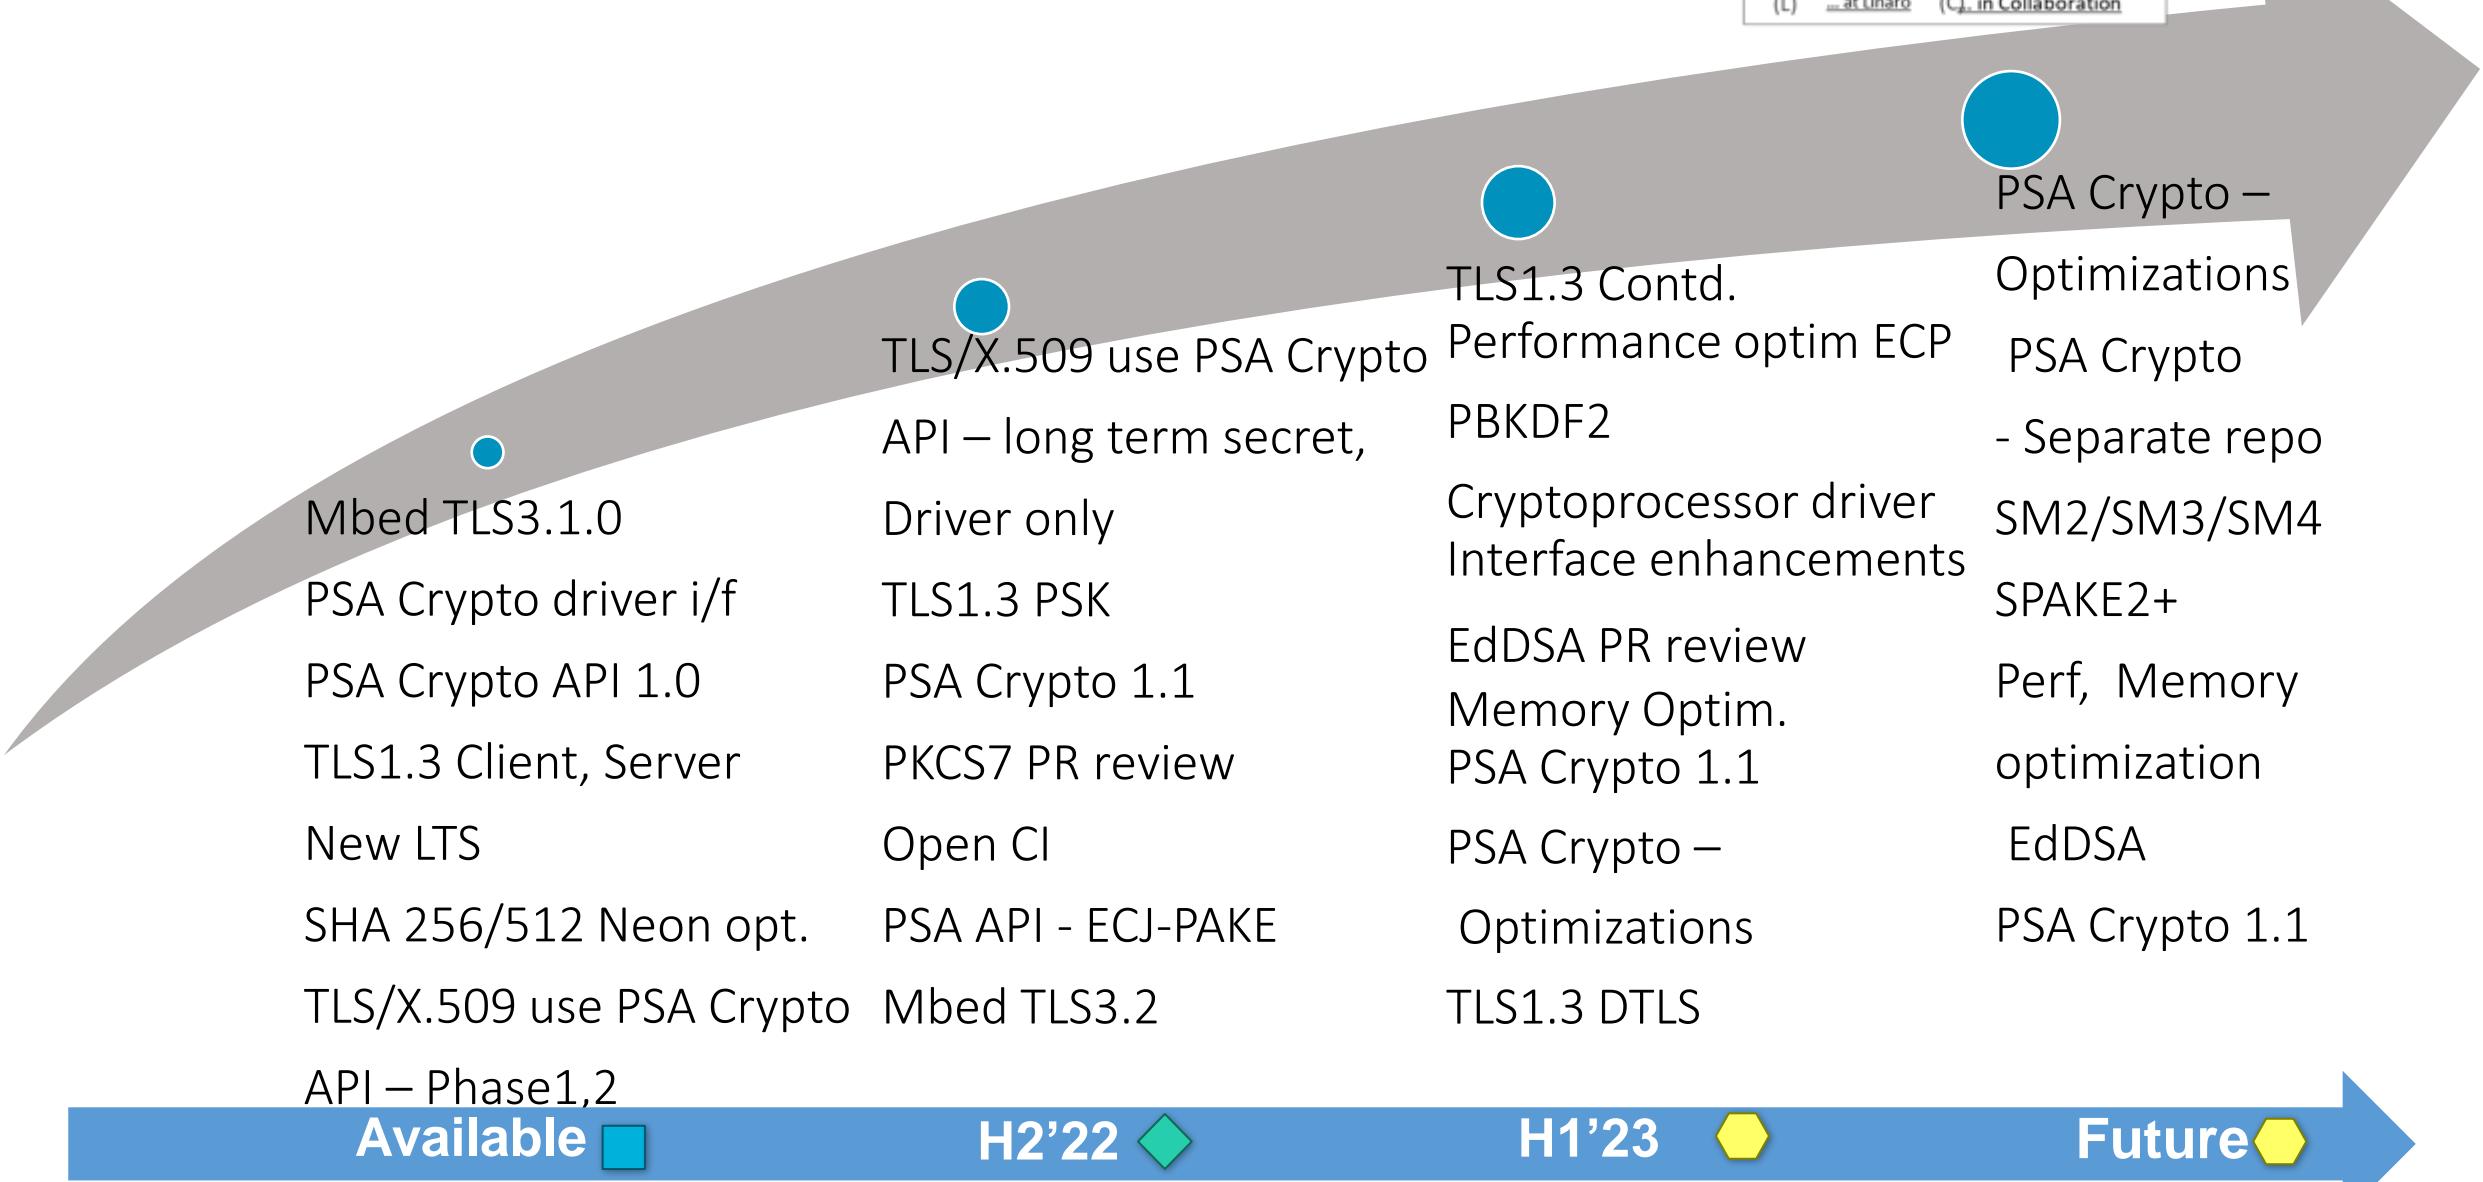 (L) ... at Linaro (C).. in Collaboration
Mbed TLS3.1.0
PSA Crypto driver i/f
PSA Crypto API 1.0
TLS1.3 Client, Server
New LTS
SHA 256/512 Neon opt.
TLS/X.509 use PSA Crypto
API – Phase1,2
TLS/X.509 use PSA Crypto
API – long term secret,
Driver only
TLS1.3 PSK
PSA Crypto 1.1
PKCS7 PR review
Open CI
PSA API - ECJ-PAKE
Mbed TLS3.2
TLS1.3 Contd.
Performance optim ECP
PBKDF2
Cryptoprocessor driver
Interface enhancements
EdDSA PR review
Memory Optim.
PSA Crypto 1.1
PSA Crypto –
Optimizations
TLS1.3 DTLS
PSA Crypto –
Optimizations
PSA Crypto
- Separate repo
SM2/SM3/SM4
SPAKE2+
Perf, Memory
optimization
EdDSA
PSA Crypto 1.1
Available
H2’22
H1’23
Future